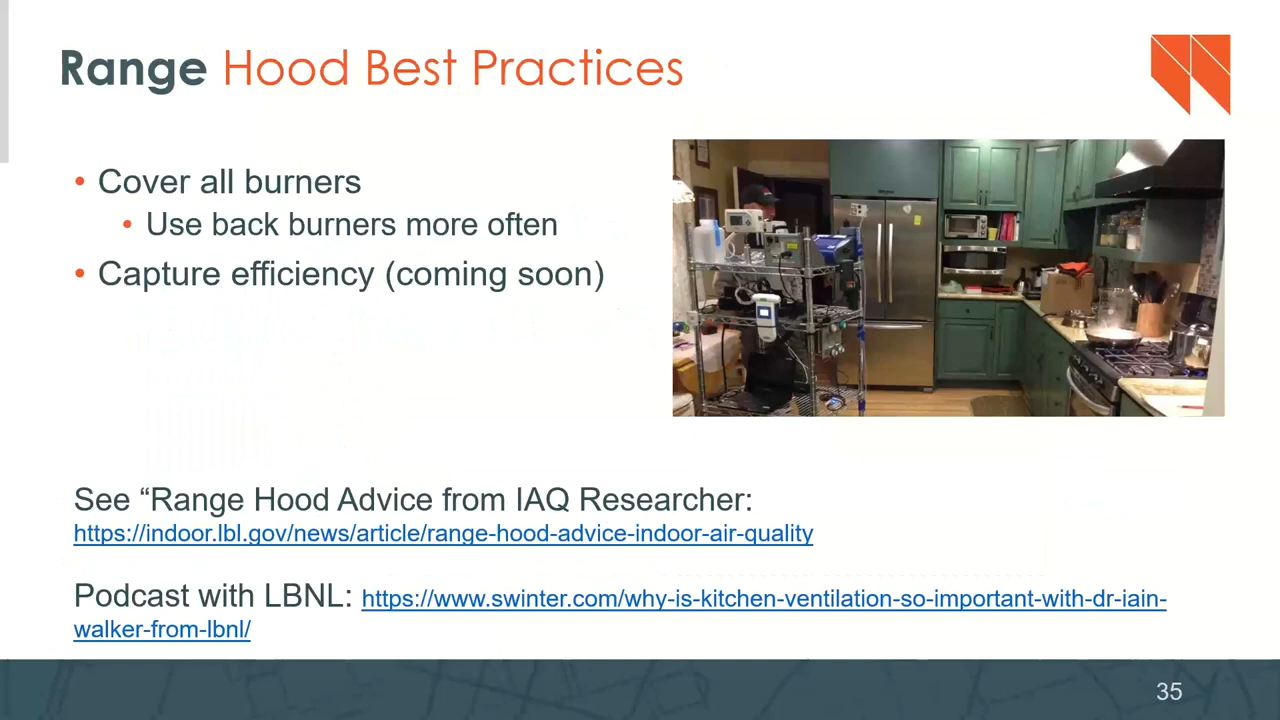 Range Hood Best Practices
• Cover all burners
• Use back burners more often
• Capture efficiency (coming soon)
See “Range Hood Advice from IAQ Researcher:
https://indoor.lbl.gov/news/article/range-hood-advice-indoor-air-quality
Podcast with LBNL: https://www.swinter.com/why-is-kitchen-ventilation-so-important-with-dr-iain-
walker-from-lbnl/
35